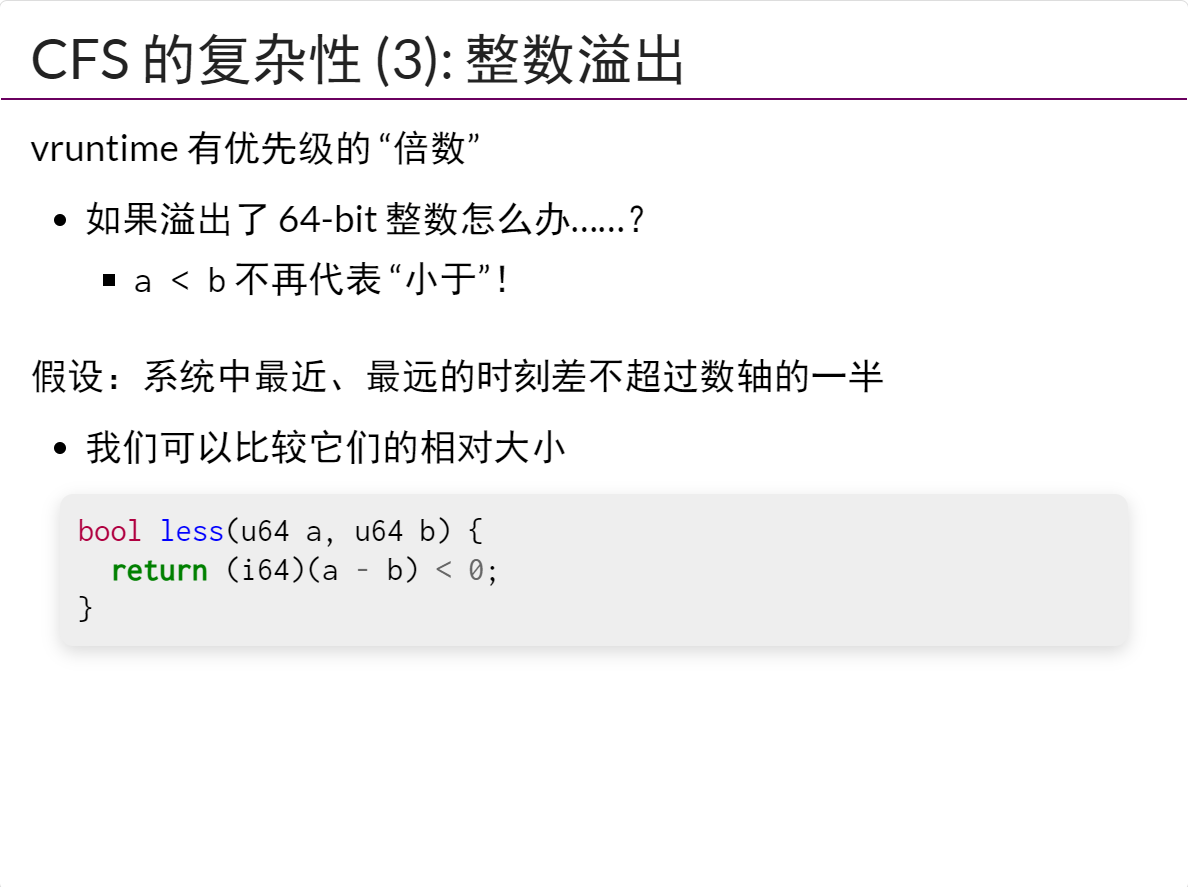 CFS 的复杂性 (3): 整数溢出
vruntime 有优先级的 “倍数”
如果溢出了 64-bit 整数怎么办……?
a < b 不再代表 “小于”!
假设：系统中最近、最远的时刻差不超过数轴的一半
我们可以比较它们的相对大小
bool less(u64 a, u64 b) {
  return (i64)(a - b) < 0;
}